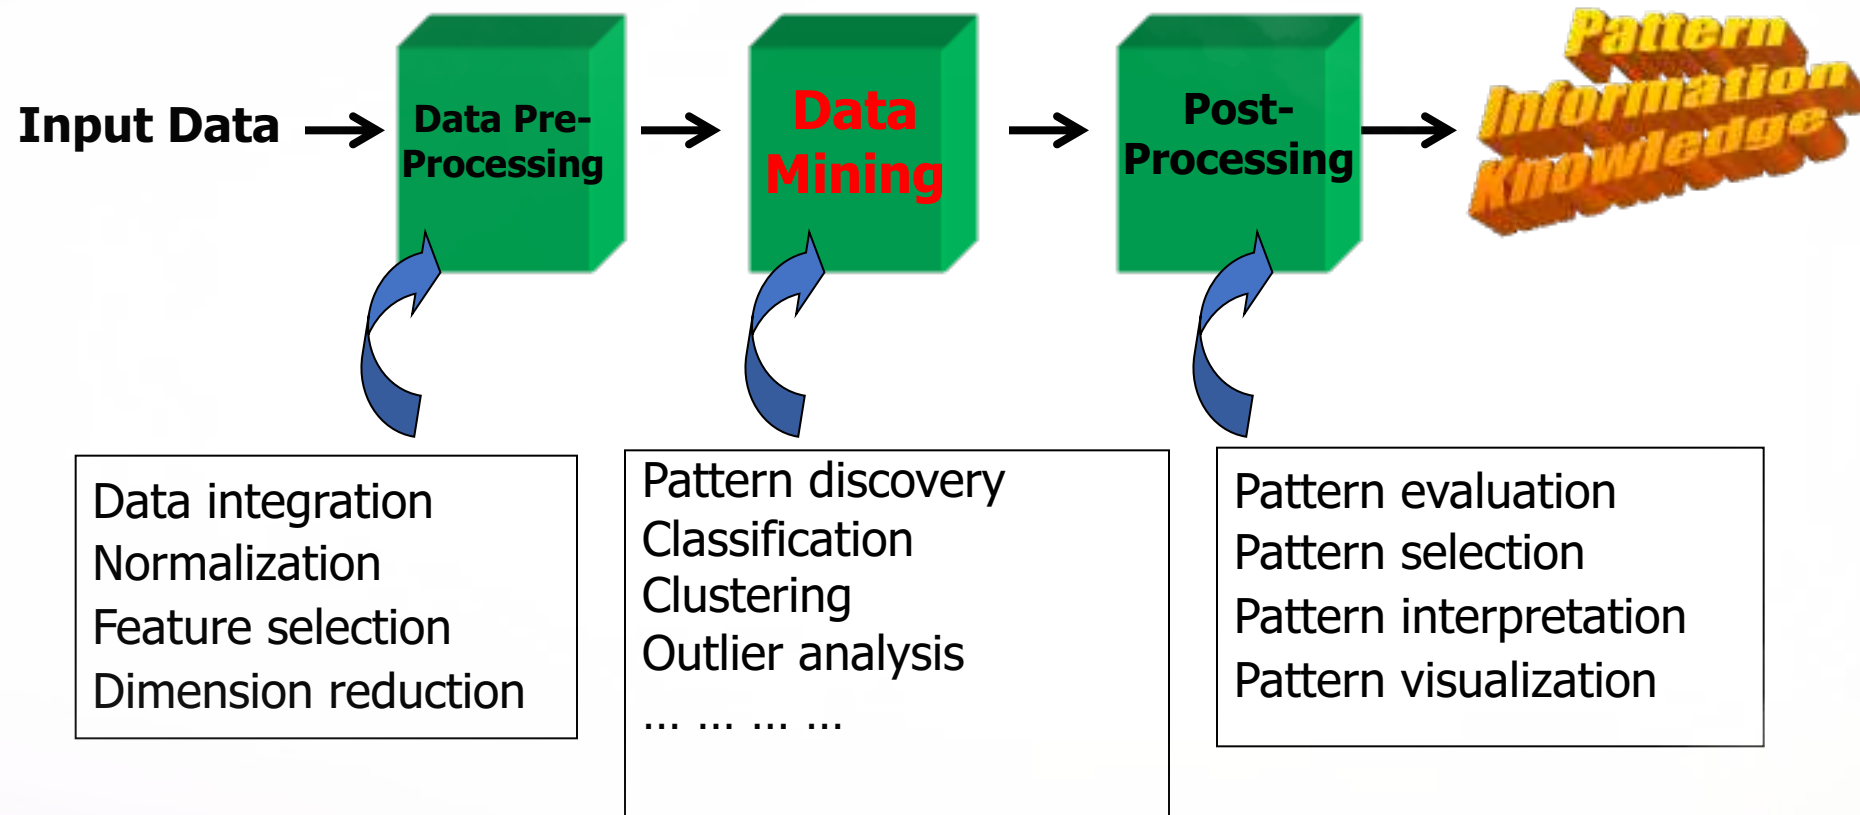 Input Data
Data Pre-
Processing
Data
Mining
Post-
Processing
Pattern
Information
Knowledge
Data integration
Normalization
Feature selection
Dimension reduction
Pattern discovery
Classification
Clustering
Outlier analysis
… … … …
Pattern evaluation
Pattern selection
Pattern interpretation
Pattern visualization